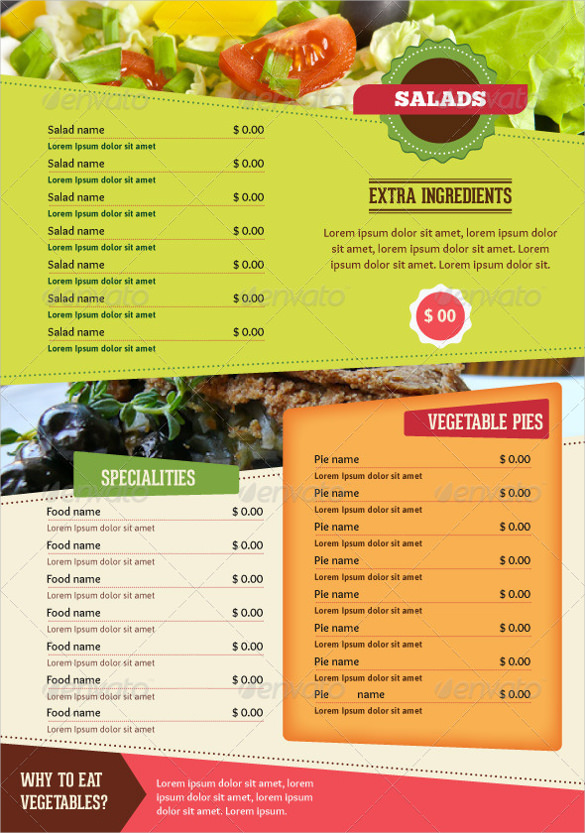 SALADS
Salad name $ 0.00
Lorem Ipsum dolor sit amet
Salad name $ 0.00
Lorem Ipsum dolor sit amet
Salad name $ 0.00
Lorem Ipsum dolor sit amet
Salad name $ 0.00
Lorem Ipsum dolor sit amet
Salad name $ 0.00
Lorem Ipsum dolor sit amet
Salad name $ 0.00
Lorem Ipsum dolor sit amet
Salad name $ 0.00
Lorem Ipsum dolor sit amet
EXTRA INGREDIENTS
Lorem ipsum dolor sit amet, lorem ipsum dolor
sit amet, lorem ipsum dolor sit amet. Lorem
ipsum dolor sit amet. Lorem ipsum dolor sit.
$ 00
SPECIALITIES
Food name $ 0.00
Lorem Ipsum dolor sit amet
Food name $ 0.00
Lorem Ipsum dolor sit amet
Food name $ 0.00
Lorem Ipsum dolor sit amet
Food name $ 0.00
Lorem Ipsum dolor sit amet
Food name $ 0.00
Lorem Ipsum dolor sit amet
Food name $ 0.00
Lorem Ipsum dolor sit amet
Food name $ 0.00
Lorem Ipsum dolor sit amet
VEGETABLE PIES
Pie name $ 0.00
Lorem Ipsum dolor sit amet
Pie name $ 0.00
Lorem Ipsum dolor sit amet
Pie name $ 0.00
Lorem Ipsum dolor sit amet
Pie name $ 0.00
Lorem Ipsum dolor sit amet
Pie name $ 0.00
Lorem Ipsum dolor sit amet
Pie name $ 0.00
Lorem Ipsum dolor sit amet
Pie name $ 0.00
Lorem Ipsum dolor sit amet
Pie name $ 0.00
Lorem Ipsum dolor sit amet
WHY TO EAT
VEGETABLES?
Lorem ipsum dolor sit amet, lorem ipsum
ipsum dolor sit amet, lorem ipsum dolor
sit amet. Lorem ipsum.
envato
envato
envato
envato
envato
envato
envato
envato
envato
envato
envato
envato